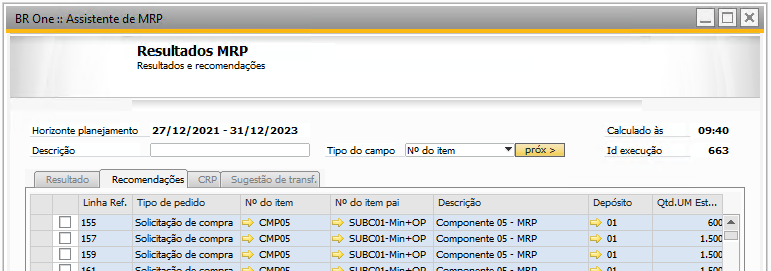 BR One :: Assistente de MRP
Resultados MRP
Resultados e recomendações
Horizonte planejamento 27/12/2021 - 31/12/2023 Calculado às 09:40
Descrição Tipo do campo Nº do item próx > Id execução 663
Resultado Recomendações CRP Sugestão de transf.
Linha Ref. Tipo de pedido Nº do item Nº do item pai Descrição Depósito Qtd.UM Est...
155 Solicitação de compra CMP05 SUBC01-Min+OP Componente 05 - MRP 01 600
157 Solicitação de compra CMP05 SUBC01-Min+OP Componente 05 - MRP 01 1.500
159 Solicitação de compra CMP05 SUBC01-Min+OP Componente 05 - MRP 01 1.500
161 Solicitação de compra CMP05 SUBC01-Min+OP Componente 05 - MRP 01 1.500